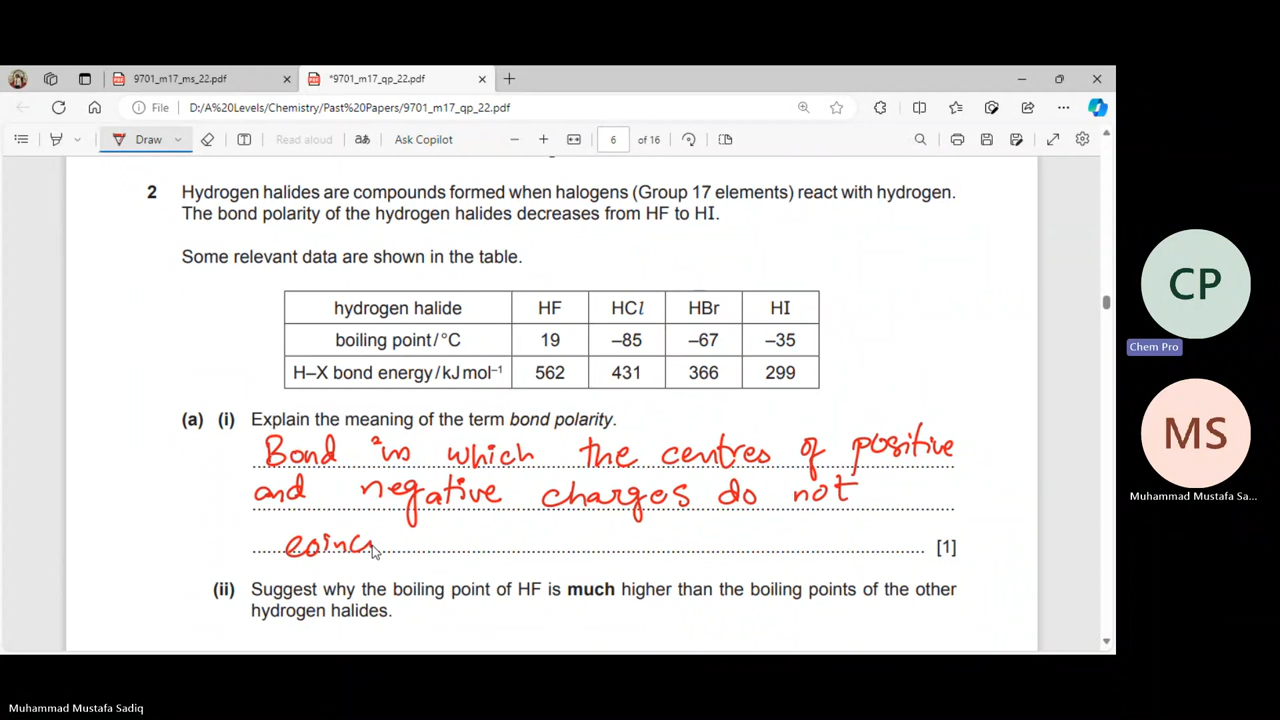 9701_m17_ms_22.pdf
*9701_m17_qp_22.pdf
File
D:/A%20Levels/Chemistry/Past%20Papers/9701_m17_qp_22.pdf
Draw
Read aloud
Ask Copilot
6
of 16
2 Hydrogen halides are compounds formed when halogens (Group 17 elements) react with hydrogen.
The bond polarity of the hydrogen halides decreases from HF to HI.
Some relevant data are shown in the table.
hydrogen halide HF HCl HBr HI
boiling point/°C 19 –85 –67 –35
H–X bond energy/kJ mol⁻¹ 562 431 366 299
(a) (i) Explain the meaning of the term bond polarity.
Bond in which the centres of positive
and negative charges do not
coinc
[1]
(ii) Suggest why the boiling point of HF is much higher than the boiling points of the other
hydrogen halides.
CP
Chem Pro
MS
Muhammad Mustafa Sa...
Muhammad Mustafa Sadiq